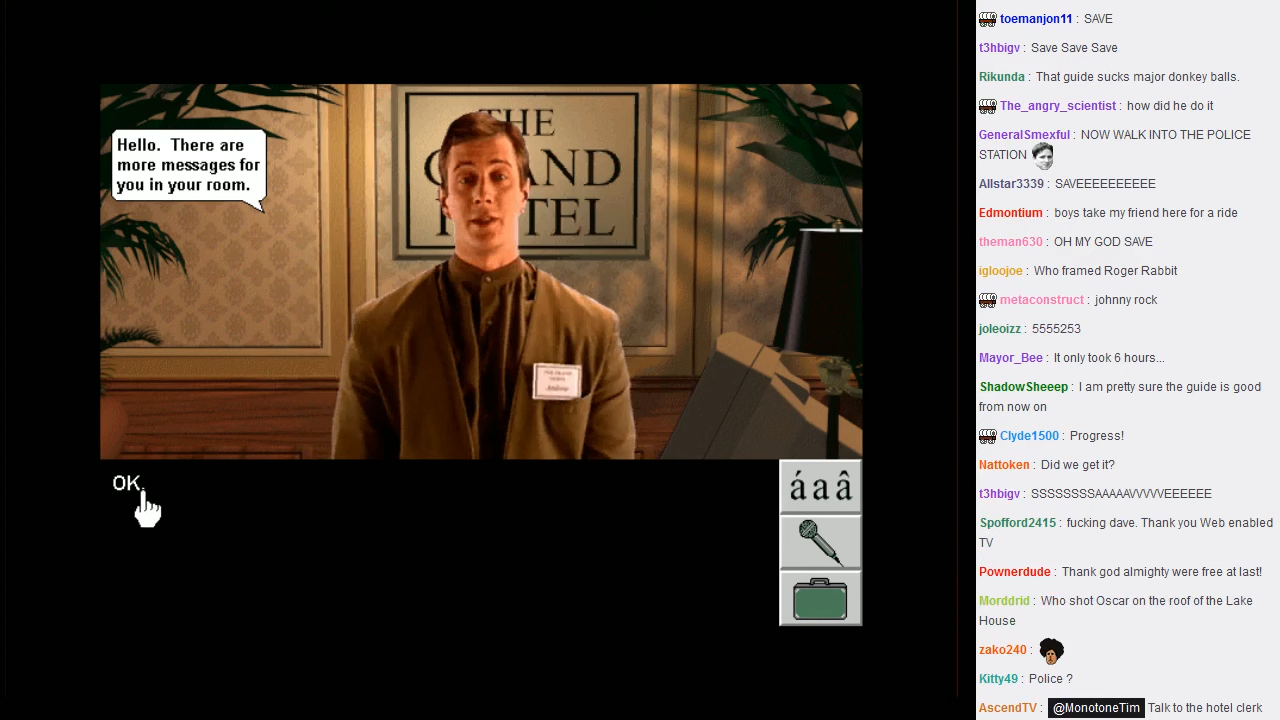 Hello. There are
more messages for
you in your room.
THE
GRAND
HOTEL
OK.
á a â
toemanjon11 : SAVE
t3hbigv : Save Save Save
Rikunda : That guide sucks major donkey balls.
The_angry_scientist : how did he do it
GeneralSmexful : NOW WALK INTO THE POLICE
STATION
Allstar3339 : SAVEEEEEEEEEE
Edmontium : boys take my friend here for a ride
theman630 : OH MY GOD SAVE
igloojoe : Who framed Roger Rabbit
metaconstruct : johnny rock
joleoizz : 5555253
Mayor_Bee : It only took 6 hours...
ShadowSheeep : I am pretty sure the guide is good
from now on
Clyde1500 : Progress!
Nattoken : Did we get it?
t3hbigv : SSSSSSSSAAAAAVVVVVEEEEEE
Spofford2415 : fucking dave. Thank you Web enabled
TV
Pownerdude : Thank god almighty were free at last!
Morddrid : Who shot Oscar on the roof of the Lake
House
zako240 :
Kitty49 : Police ?
AscendTV : @MonotoneTim Talk to the hotel clerk